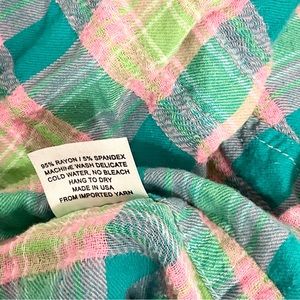 95% RAYON / 5% SPANDEX
MACHINE WASH DELICATE
COLD WATER, NO BLEACH
HANG TO DRY
MADE IN USA
FROM IMPORTED YARN